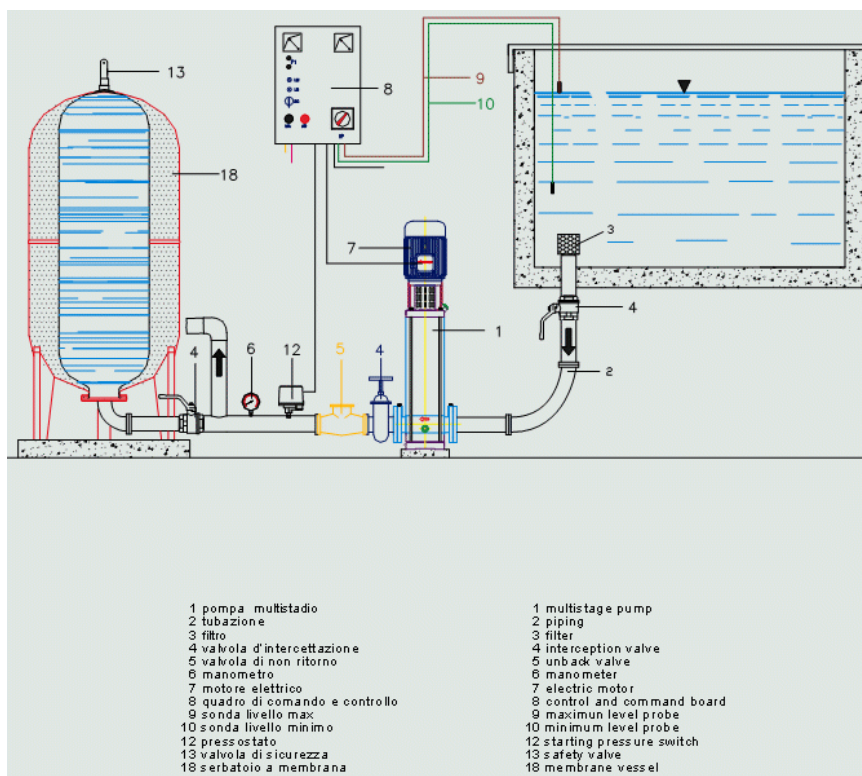 13
8
9
10
18
3
7
4
1
4
6
12
5
4
2
1 pompa multistadio
2 tubazione
3 filtro
4 valvola d'intercettazione
5 valvola di non ritorno
6 manometro
7 motore elettrico
8 quadro di comando e controllo
9 sonda livello max
10 sonda livello minimo
12 pressostato
13 valvola di sicurezza
18 serbatoio a membrana
1 multistage pump
2 piping
3 filter
4 interception valve
5 unback valve
6 manometer
7 electric motor
8 control and command board
9 maximun level probe
10 minimum level probe
12 starting pressure switch
13 safety valve
18 membrane vessel